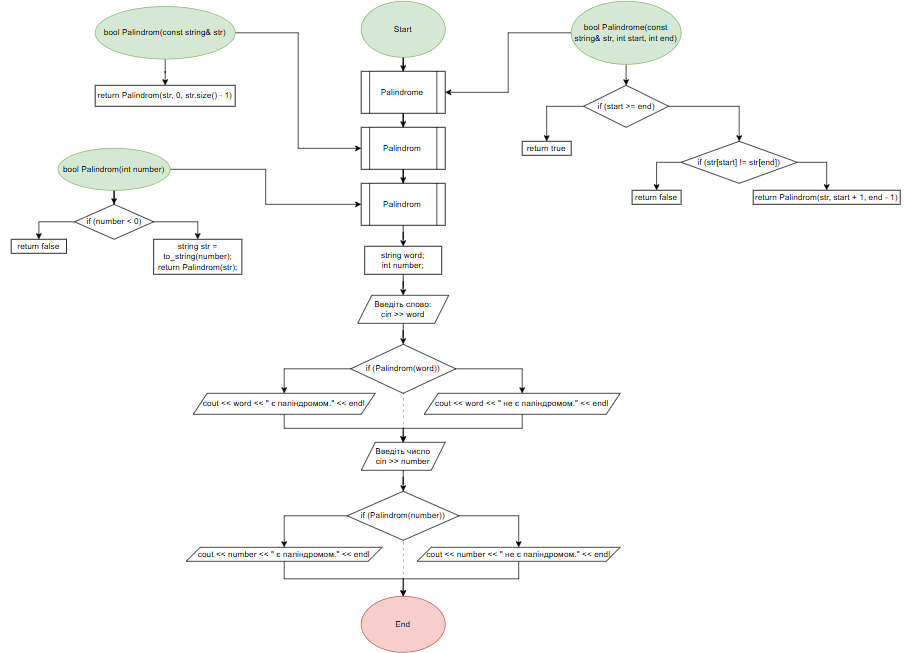 bool Palindrom(const string& str)
return Palindrom(str, 0, str.size() - 1)
Start
bool Palindrome(const
string& str, int start, int end)
Palindrome
Palindrom
Palindrom
if (start >= end)
return true
if (str[start] != str[end])
return false
return Palindrom(str, start + 1, end - 1)
bool Palindrom(int number)
if (number < 0)
return false
string str =
to_string(number);
return Palindrom(str);
string word;
int number;
Введіть слово:
cin >> word
if (Palindrom(word))
cout << word << " є паліндромом." << endl
cout << word << " не є паліндромом." << endl
Введіть число
cin >> number
if (Palindrom(number))
cout << number << " є паліндромом." << endl
cout << number << " не є паліндромом." << endl
End